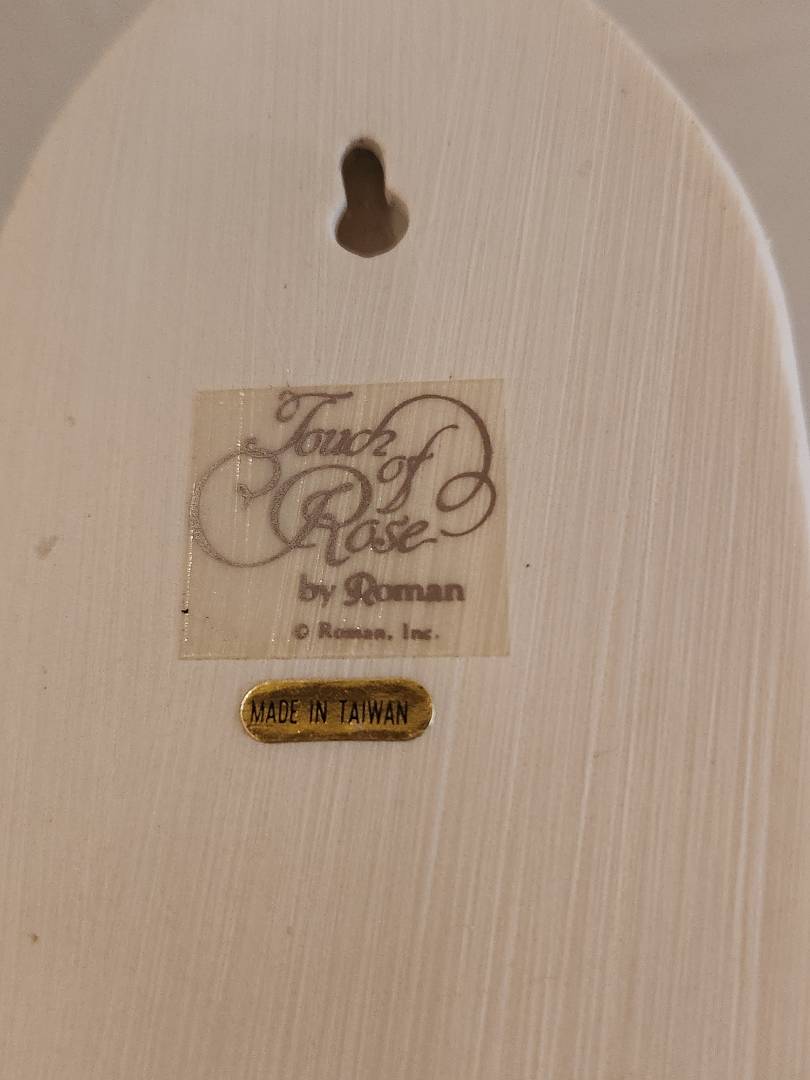 Touch
of
Rose
by Roman
© Roman, Inc.
MADE IN TAIWAN